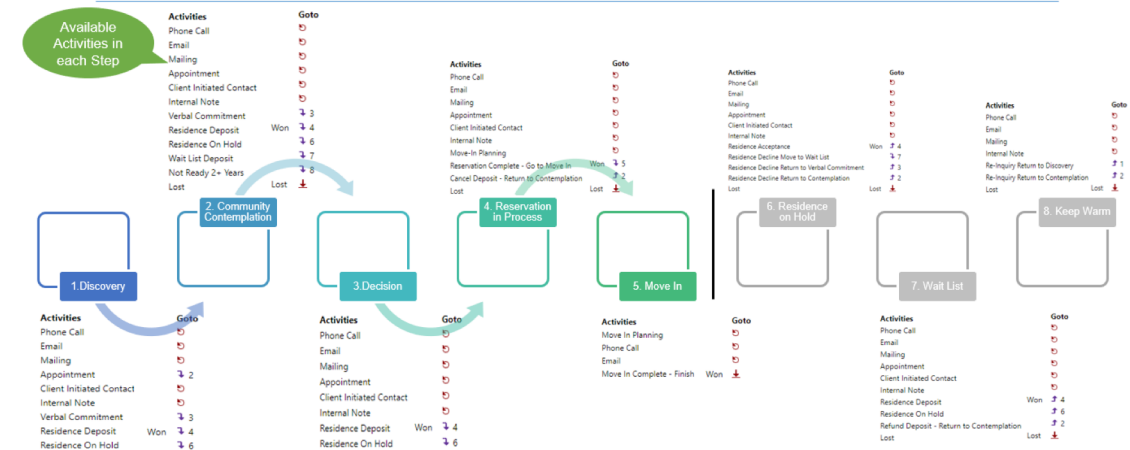 Available
Activities in
each Step
Activities Goto
Phone Call
Email
Mailing
Appointment
Client Initiated Contact
Internal Note
Verbal Commitment 3
Residence Deposit Won 4
Residence On Hold 6
Wait List Deposit 7
Not Ready 2+ Years 8
Lost Lost
Activities Goto
Phone Call
Email
Mailing
Appointment
Client Initiated Contact
Internal Note
Move-In Planning
Reservation Complete - Go to Move In Won 5
Cancel Deposit - Return to Contemplation 2
Lost Lost
Activities Goto
Phone Call
Email
Mailing
Appointment
Client Initiated Contact
Internal Note
Residence Acceptance Won 4
Residence Decline Move to Wait List 7
Residence Decline Return to Verbal Commitment 3
Residence Decline Return to Contemplation 2
Lost Lost
Activities Goto
Phone Call
Email
Mailing
Internal Note
Re-Inquiry Return to Discovery 1
Re-Inquiry Return to Contemplation 2
Lost Lost
1.Discovery
2. Community
Contemplation
3.Decision
4. Reservation
in Process
5. Move In
6. Residence
on Hold
7. Wait List
8. Keep Warm
Activities Goto
Phone Call
Email
Mailing
Appointment 2
Client Initiated Contact
Internal Note
Verbal Commitment 3
Residence Deposit Won 4
Residence On Hold 6
Activities Goto
Phone Call
Email
Mailing
Appointment
Client Initiated Contact
Internal Note
Residence Deposit Won 4
Residence On Hold 6
Activities Goto
Move In Planning
Phone Call
Email
Move In Complete - Finish Won
Activities Goto
Phone Call
Email
Mailing
Appointment
Client Initiated Contact
Internal Note
Residence Deposit Won 4
Residence On Hold 6
Refund Deposit - Return to Contemplation 2
Lost Lost